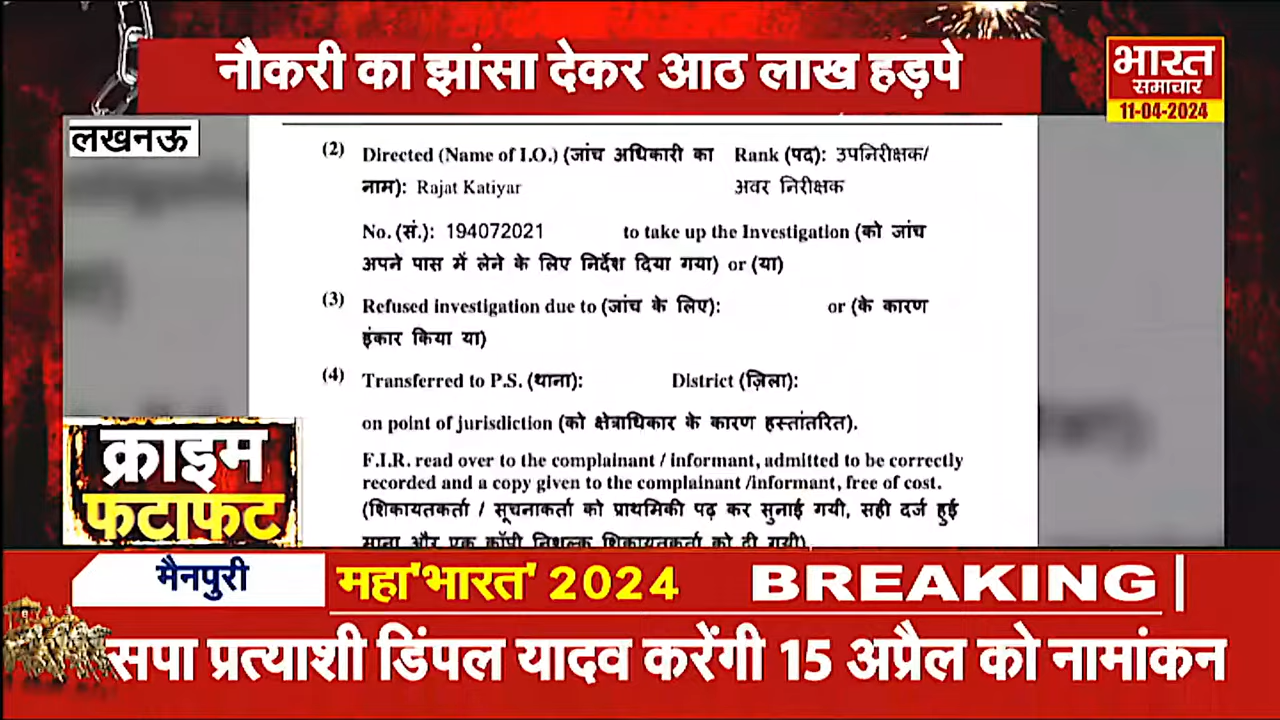 नौकरी का झांसा देकर आठ लाख हड़पे
भारत
समाचार
11-04-2024
लखनऊ
(2) Directed (Name of I.O.) (जांच अधिकारी का Rank (पद): उपनिरीक्षक/
नाम): Rajat Katiyar अवर निरीक्षक
No. (सं.): 194072021 to take up the Investigation (को जांच
अपने पास में लेने के लिए निर्देश दिया गया) or (या)
(3) Refused investigation due to (जांच के लिए): or (के कारण
इंकार किया या)
(4) Transferred to P.S. (थाना): District (ज़िला):
on point of jurisdiction (को क्षेत्राधिकार के कारण हस्तांतरित).
F.I.R. read over to the complainant / informant, admitted to be correctly
recorded and a copy given to the complainant /informant, free of cost.
(शिकायतकर्ता / सूचनाकर्ता को प्राथमिकी पढ़ कर सुनाई गयी, सही दर्ज हुई
माना और एक कॉपी निशुल्क शिकायतकर्ता को दी गयी).
क्राइम
फटाफट
मैनपुरी
महा'भारत' 2024
BREAKING
सपा प्रत्याशी डिंपल यादव करेंगी 15 अप्रैल को नामांकन